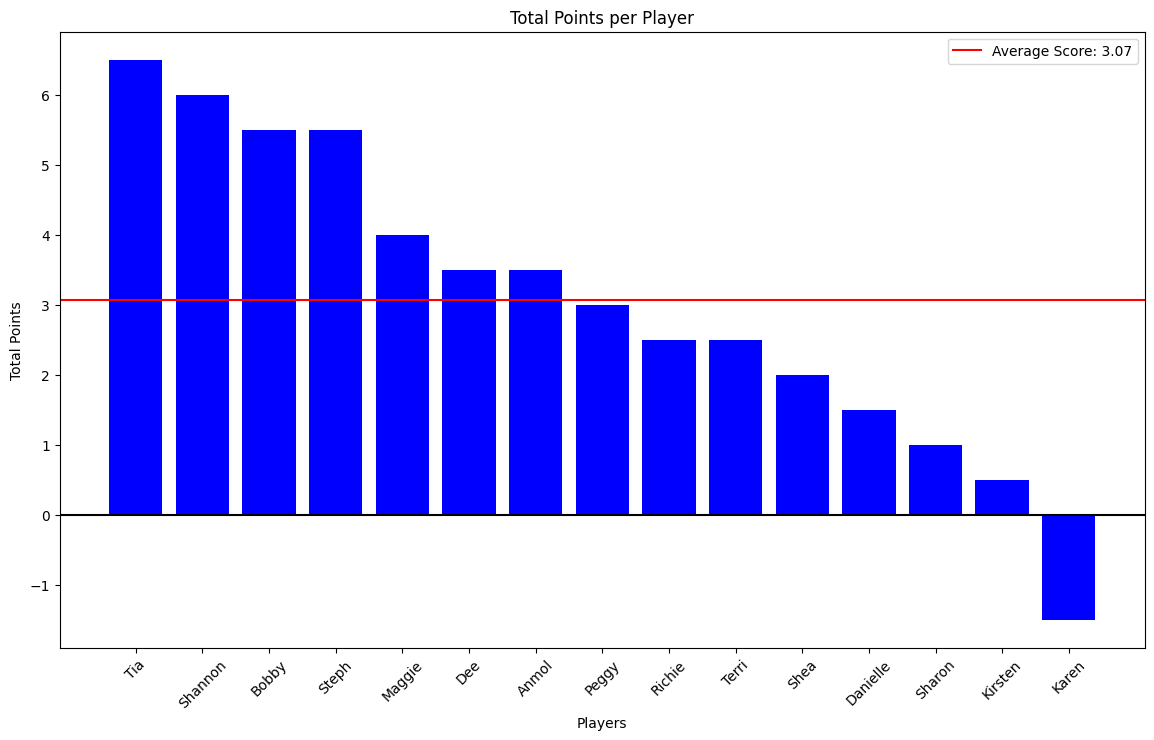 Total Points per Player
Average Score: 3.07
Total Points
6
5
4
3
2
1
0
−1
Tia
Shannon
Bobby
Steph
Maggie
Dee
Anmol
Peggy
Richie
Terri
Shea
Danielle
Sharon
Kirsten
Karen
Players